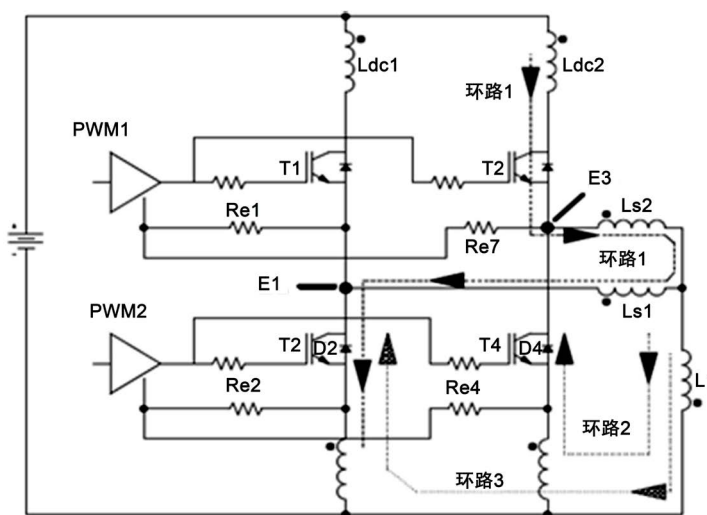 Ldc1
Ldc2
环路1
PWM1
T1
T2
E3
Re1
Ls2
Re7
环路1
E1
Ls1
PWM2
T2
D2
T4
D4
Re2
Re4
L
环路2
环路3